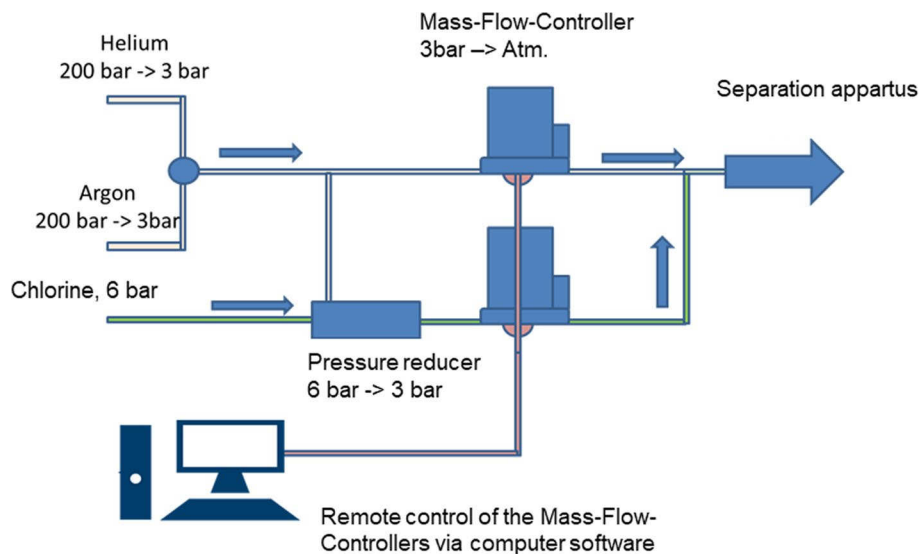 Helium
200 bar -> 3 bar
Mass-Flow-Controller
3bar –> Atm.
Separation appartus
Argon
200 bar -> 3bar
Chlorine, 6 bar
Pressure reducer
6 bar -> 3 bar
Remote control of the Mass-Flow-
Controllers via computer software